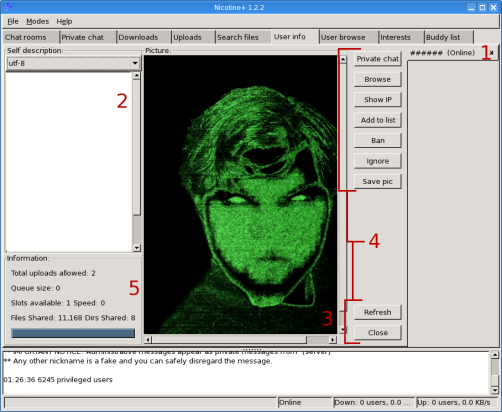 Nicotine+ 1.2.2
File Modes Help
Chat rooms Private chat Downloads Uploads Search files User info User browse Interests Buddy list
Self description:
Picture:
###### (Online) 1
utf-8
Private chat
Browse
2
Show IP
Add to list
Ban
Ignore
Save pic
4
Information:
Total uploads allowed: 2
Queue size: 0
5
Slots available: 1 Speed: 0
Files Shared: 11,168 Dirs Shared: 8
3
Refresh
Close
** IMPORTANT NOTICE: Administrative messages appear as private messages from [server]
** Any other nickname is a fake and you can safely disregard the message.
01:26:36 6245 privileged users
Online
Down: 0 users, 0.0 ...
Up: 0 users, 0.0 KB/s